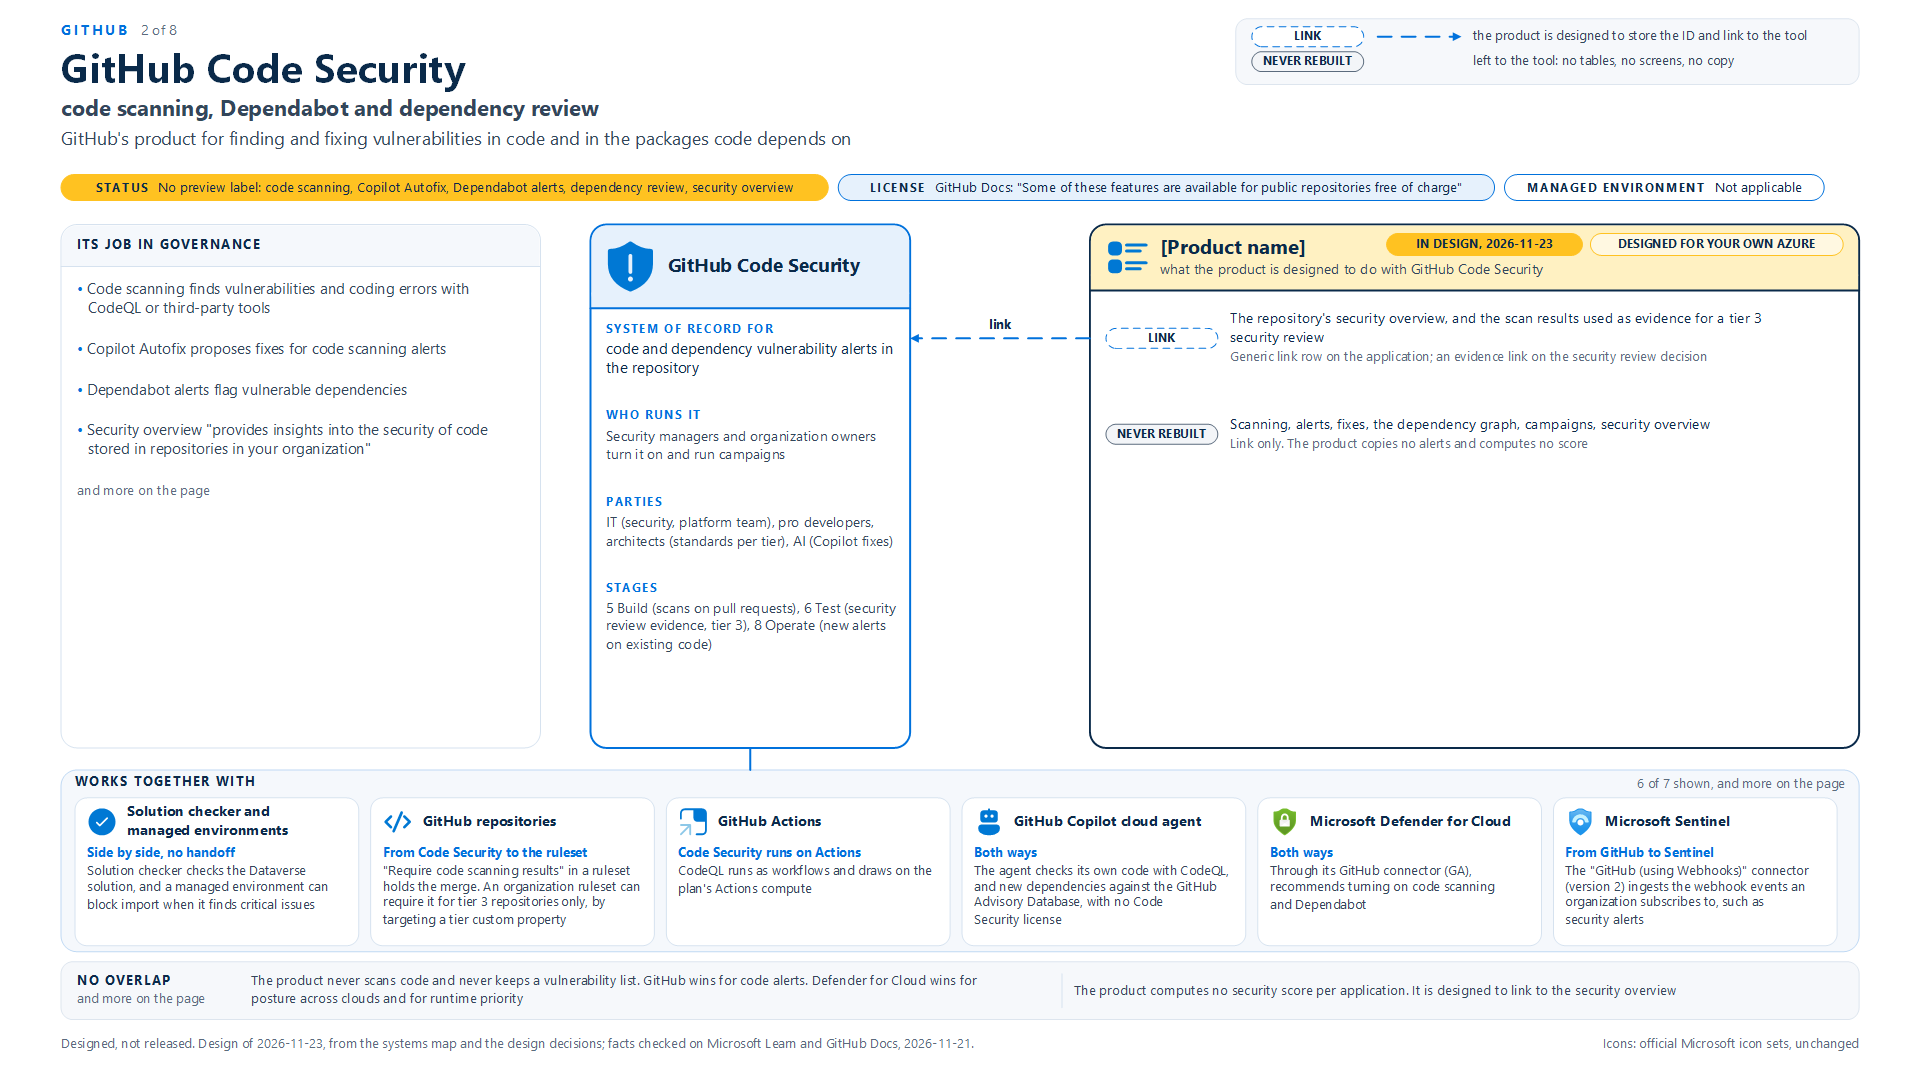 GITHUB 2 of 8
GitHub Code Security
code scanning, Dependabot and dependency review
GitHub's product for finding and fixing vulnerabilities in code and in the packages code depends on
LINK the product is designed to store the ID and link to the tool
NEVER REBUILT left to the tool: no tables, no screens, no copy
STATUS No preview label: code scanning, Copilot Autofix, Dependabot alerts, dependency review, security overview
LICENSE GitHub Docs: "Some of these features are available for public repositories free of charge"
MANAGED ENVIRONMENT Not applicable
ITS JOB IN GOVERNANCE
• Code scanning finds vulnerabilities and coding errors with
CodeQL or third-party tools
• Copilot Autofix proposes fixes for code scanning alerts
• Dependabot alerts flag vulnerable dependencies
• Security overview "provides insights into the security of code
stored in repositories in your organization"
and more on the page
GitHub Code Security
SYSTEM OF RECORD FOR
code and dependency vulnerability alerts in
the repository
WHO RUNS IT
Security managers and organization owners
turn it on and run campaigns
PARTIES
IT (security, platform team), pro developers,
architects (standards per tier), AI (Copilot fixes)
STAGES
5 Build (scans on pull requests), 6 Test (security
review evidence, tier 3), 8 Operate (new alerts
on existing code)
link
[Product name]
IN DESIGN, 2026-11-23
DESIGNED FOR YOUR OWN AZURE
what the product is designed to do with GitHub Code Security
LINK
The repository's security overview, and the scan results used as evidence for a tier 3
security review
Generic link row on the application; an evidence link on the security review decision
NEVER REBUILT
Scanning, alerts, fixes, the dependency graph, campaigns, security overview
Link only. The product copies no alerts and computes no score
WORKS TOGETHER WITH
6 of 7 shown, and more on the page
Solution checker and
managed environments
Side by side, no handoff
Solution checker checks the Dataverse
solution, and a managed environment can
block import when it finds critical issues
GitHub repositories
From Code Security to the ruleset
"Require code scanning results" in a ruleset
holds the merge. An organization ruleset can
require it for tier 3 repositories only, by
targeting a tier custom property
GitHub Actions
Code Security runs on Actions
CodeQL runs as workflows and draws on the
plan's Actions compute
GitHub Copilot cloud agent
Both ways
The agent checks its own code with CodeQL,
and new dependencies against the GitHub
Advisory Database, with no Code
Security license
Microsoft Defender for Cloud
Both ways
Through its GitHub connector (GA),
recommends turning on code scanning
and Dependabot
Microsoft Sentinel
From GitHub to Sentinel
The "GitHub (using Webhooks)" connector
(version 2) ingests the webhook events an
organization subscribes to, such as
security alerts
NO OVERLAP
and more on the page
The product never scans code and never keeps a vulnerability list. GitHub wins for code alerts. Defender for Cloud wins for
posture across clouds and for runtime priority
The product computes no security score per application. It is designed to link to the security overview
Designed, not released. Design of 2026-11-23, from the systems map and the design decisions; facts checked on Microsoft Learn and GitHub Docs, 2026-11-21.
Icons: official Microsoft icon sets, unchanged